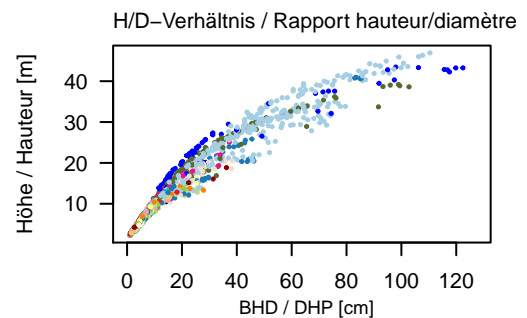 H/D−Verhältnis / Rapport hauteur/diamètre
Höhe / Hauteur [m]
40
30
20
10
0 20 40 60 80 100 120
BHD / DHP [cm]